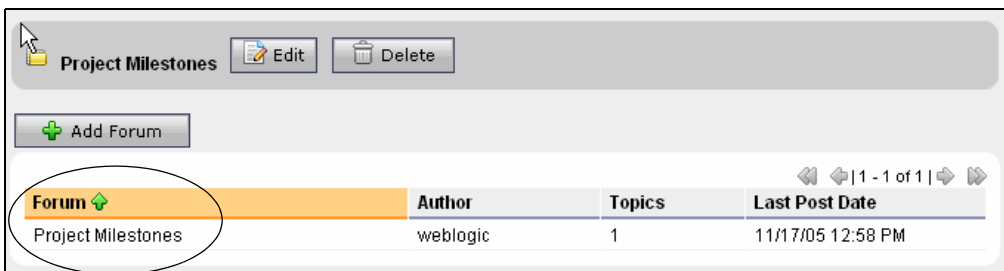 Project Milestones Edit Delete
Add Forum
| 1 - 1 of 1 |
Forum Author Topics Last Post Date
Project Milestones weblogic 1 11/17/05 12:58 PM